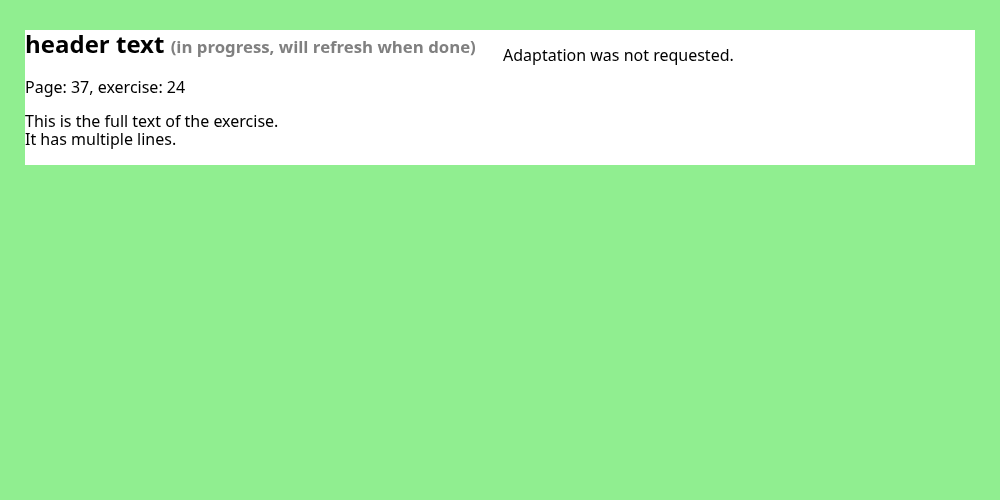 header text (in progress, will refresh when done)
Page: 37, exercise: 24
This is the full text of the exercise.
It has multiple lines.
Adaptation was not requested.